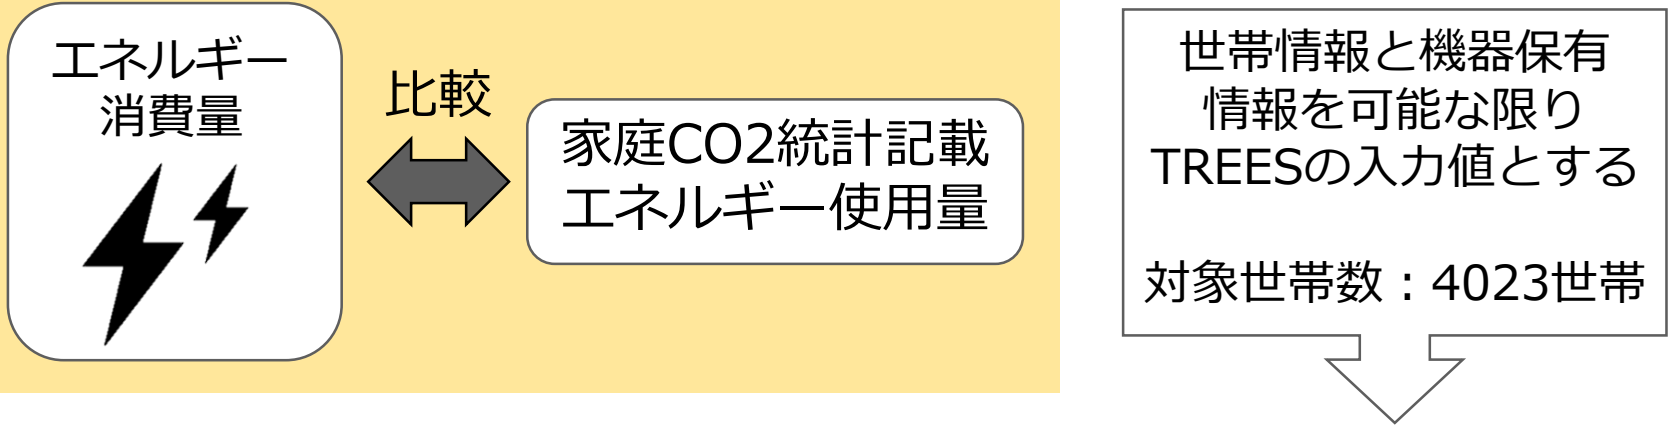 エネルギー
消費量
比較
家庭CO2統計記載
エネルギー使用量
世帯情報と機器保有
情報を可能な限り
TREESの入力値とする
対象世帯数：4023世帯